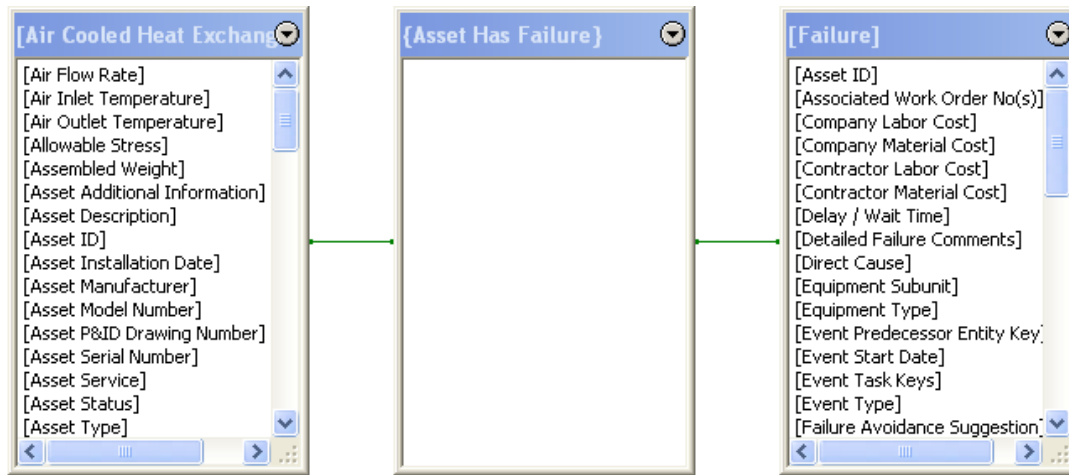 [Air Cooled Heat Exchang
[Air Flow Rate]
[Air Inlet Temperature]
[Air Outlet Temperature]
[Allowable Stress]
[Assembled Weight]
[Asset Additional Information]
[Asset Description]
[Asset ID]
[Asset Installation Date]
[Asset Manufacturer]
[Asset Model Number]
[Asset P&ID Drawing Number]
[Asset Serial Number]
[Asset Service]
[Asset Status]
[Asset Type]
{Asset Has Failure}
[Failure]
[Asset ID]
[Associated Work Order No(s)]
[Company Labor Cost]
[Company Material Cost]
[Contractor Labor Cost]
[Contractor Material Cost]
[Delay / Wait Time]
[Detailed Failure Comments]
[Direct Cause]
[Equipment Subunit]
[Equipment Type]
[Event Predecessor Entity Key]
[Event Start Date]
[Event Task Keys]
[Event Type]
[Failure Avoidance Suggestion]